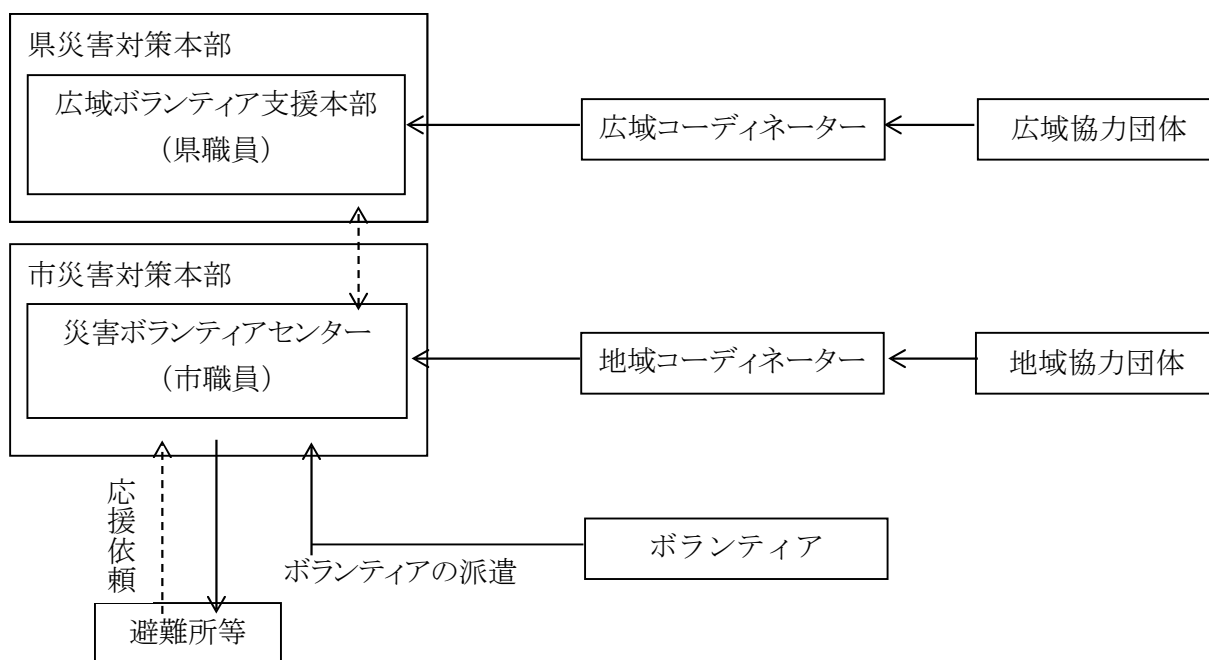 県災害対策本部
広域ボランティア支援本部
（県職員）
広域コーディネーター
広域協力団体
市災害対策本部
災害ボランティアセンター
（市職員）
地域コーディネーター
地域協力団体
応援依頼
ボランティア
ボランティアの派遣
避難所等